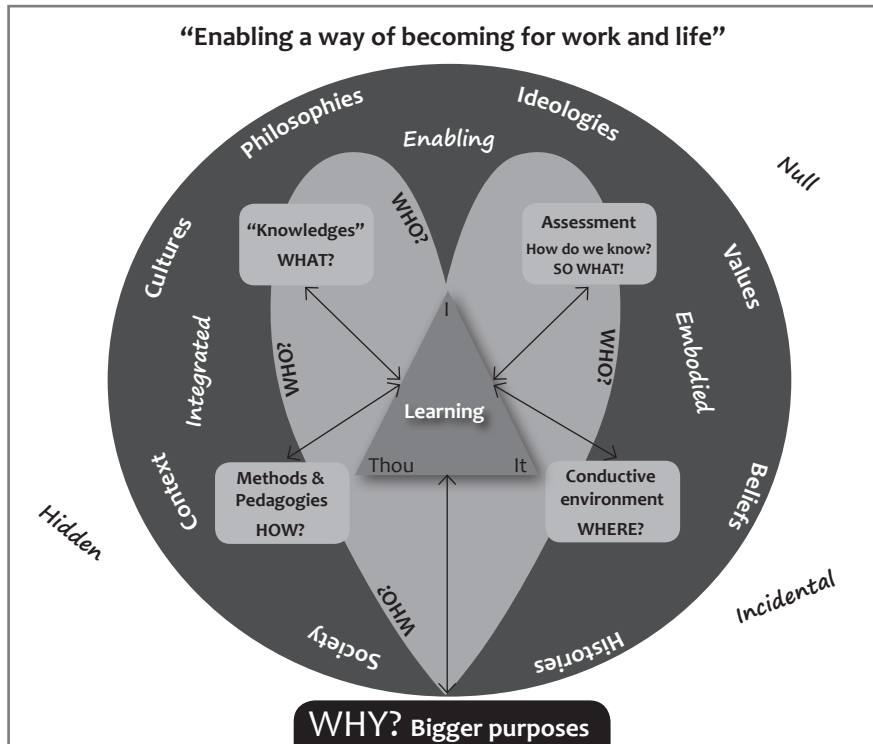 “Enabling a way of becoming for work and life”
Philosophies
Ideologies
Enabling
Null
WHO?
“Knowledges”
WHAT?
Assessment
How do we know?
SO WHAT!
Cultures
Values
I
Integrated
WHO?
WHO?
Embodied
Learning
Thou
It
Context
Methods &
Pedagogies
HOW?
Conductive
environment
WHERE?
Beliefs
Hidden
WHO?
Incidental
Society
Histories
WHY? Bigger purposes